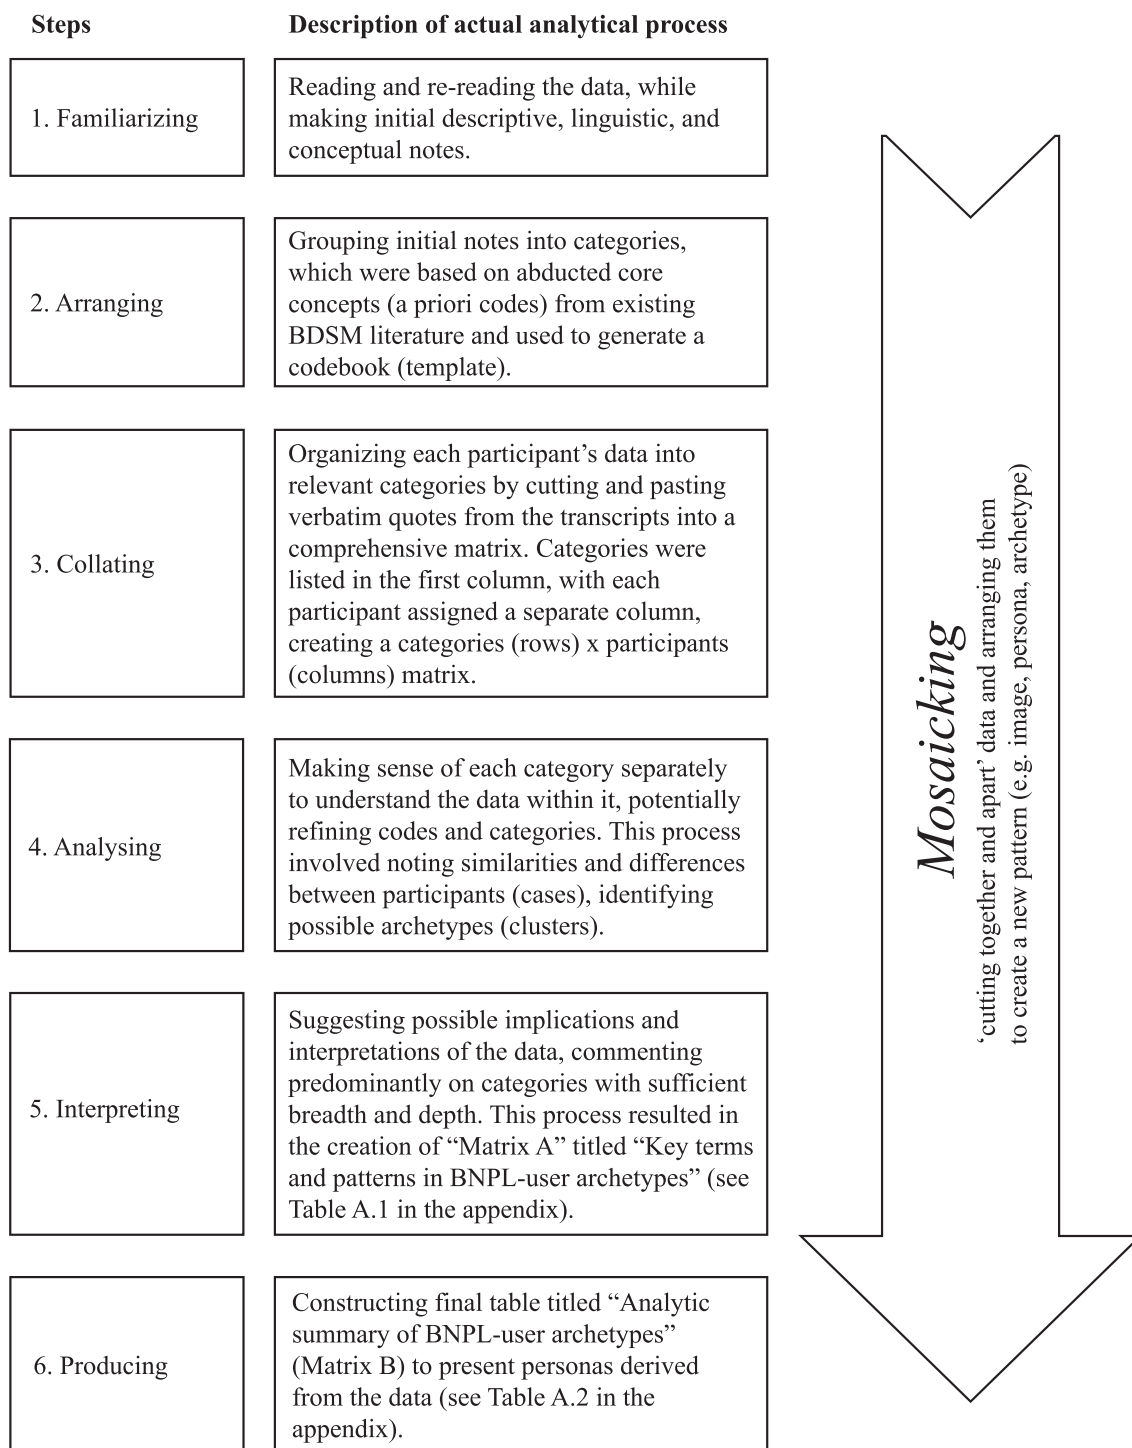 Steps
Description of actual analytical process
1. Familiarizing
Reading and re-reading the data, while
making initial descriptive, linguistic, and
conceptual notes.
2. Arranging
Grouping initial notes into categories,
which were based on abducted core
concepts (a priori codes) from existing
BDSM literature and used to generate a
codebook (template).
3. Collating
Organizing each participant’s data into
relevant categories by cutting and pasting
verbatim quotes from the transcripts into a
comprehensive matrix. Categories were
listed in the first column, with each
participant assigned a separate column,
creating a categories (rows) x participants
(columns) matrix.
4. Analysing
Making sense of each category separately
to understand the data within it, potentially
refining codes and categories. This process
involved noting similarities and differences
between participants (cases), identifying
possible archetypes (clusters).
5. Interpreting
Suggesting possible implications and
interpretations of the data, commenting
predominantly on categories with sufficient
breadth and depth. This process resulted in
the creation of “Matrix A” titled “Key terms
and patterns in BNPL-user archetypes” (see
Table A.1 in the appendix).
6. Producing
Constructing final table titled “Analytic
summary of BNPL-user archetypes”
(Matrix B) to present personas derived
from the data (see Table A.2 in the
appendix).
Mosaicking
‘cutting together and apart’ data and arranging them
to create a new pattern (e.g. image, persona, archetype)